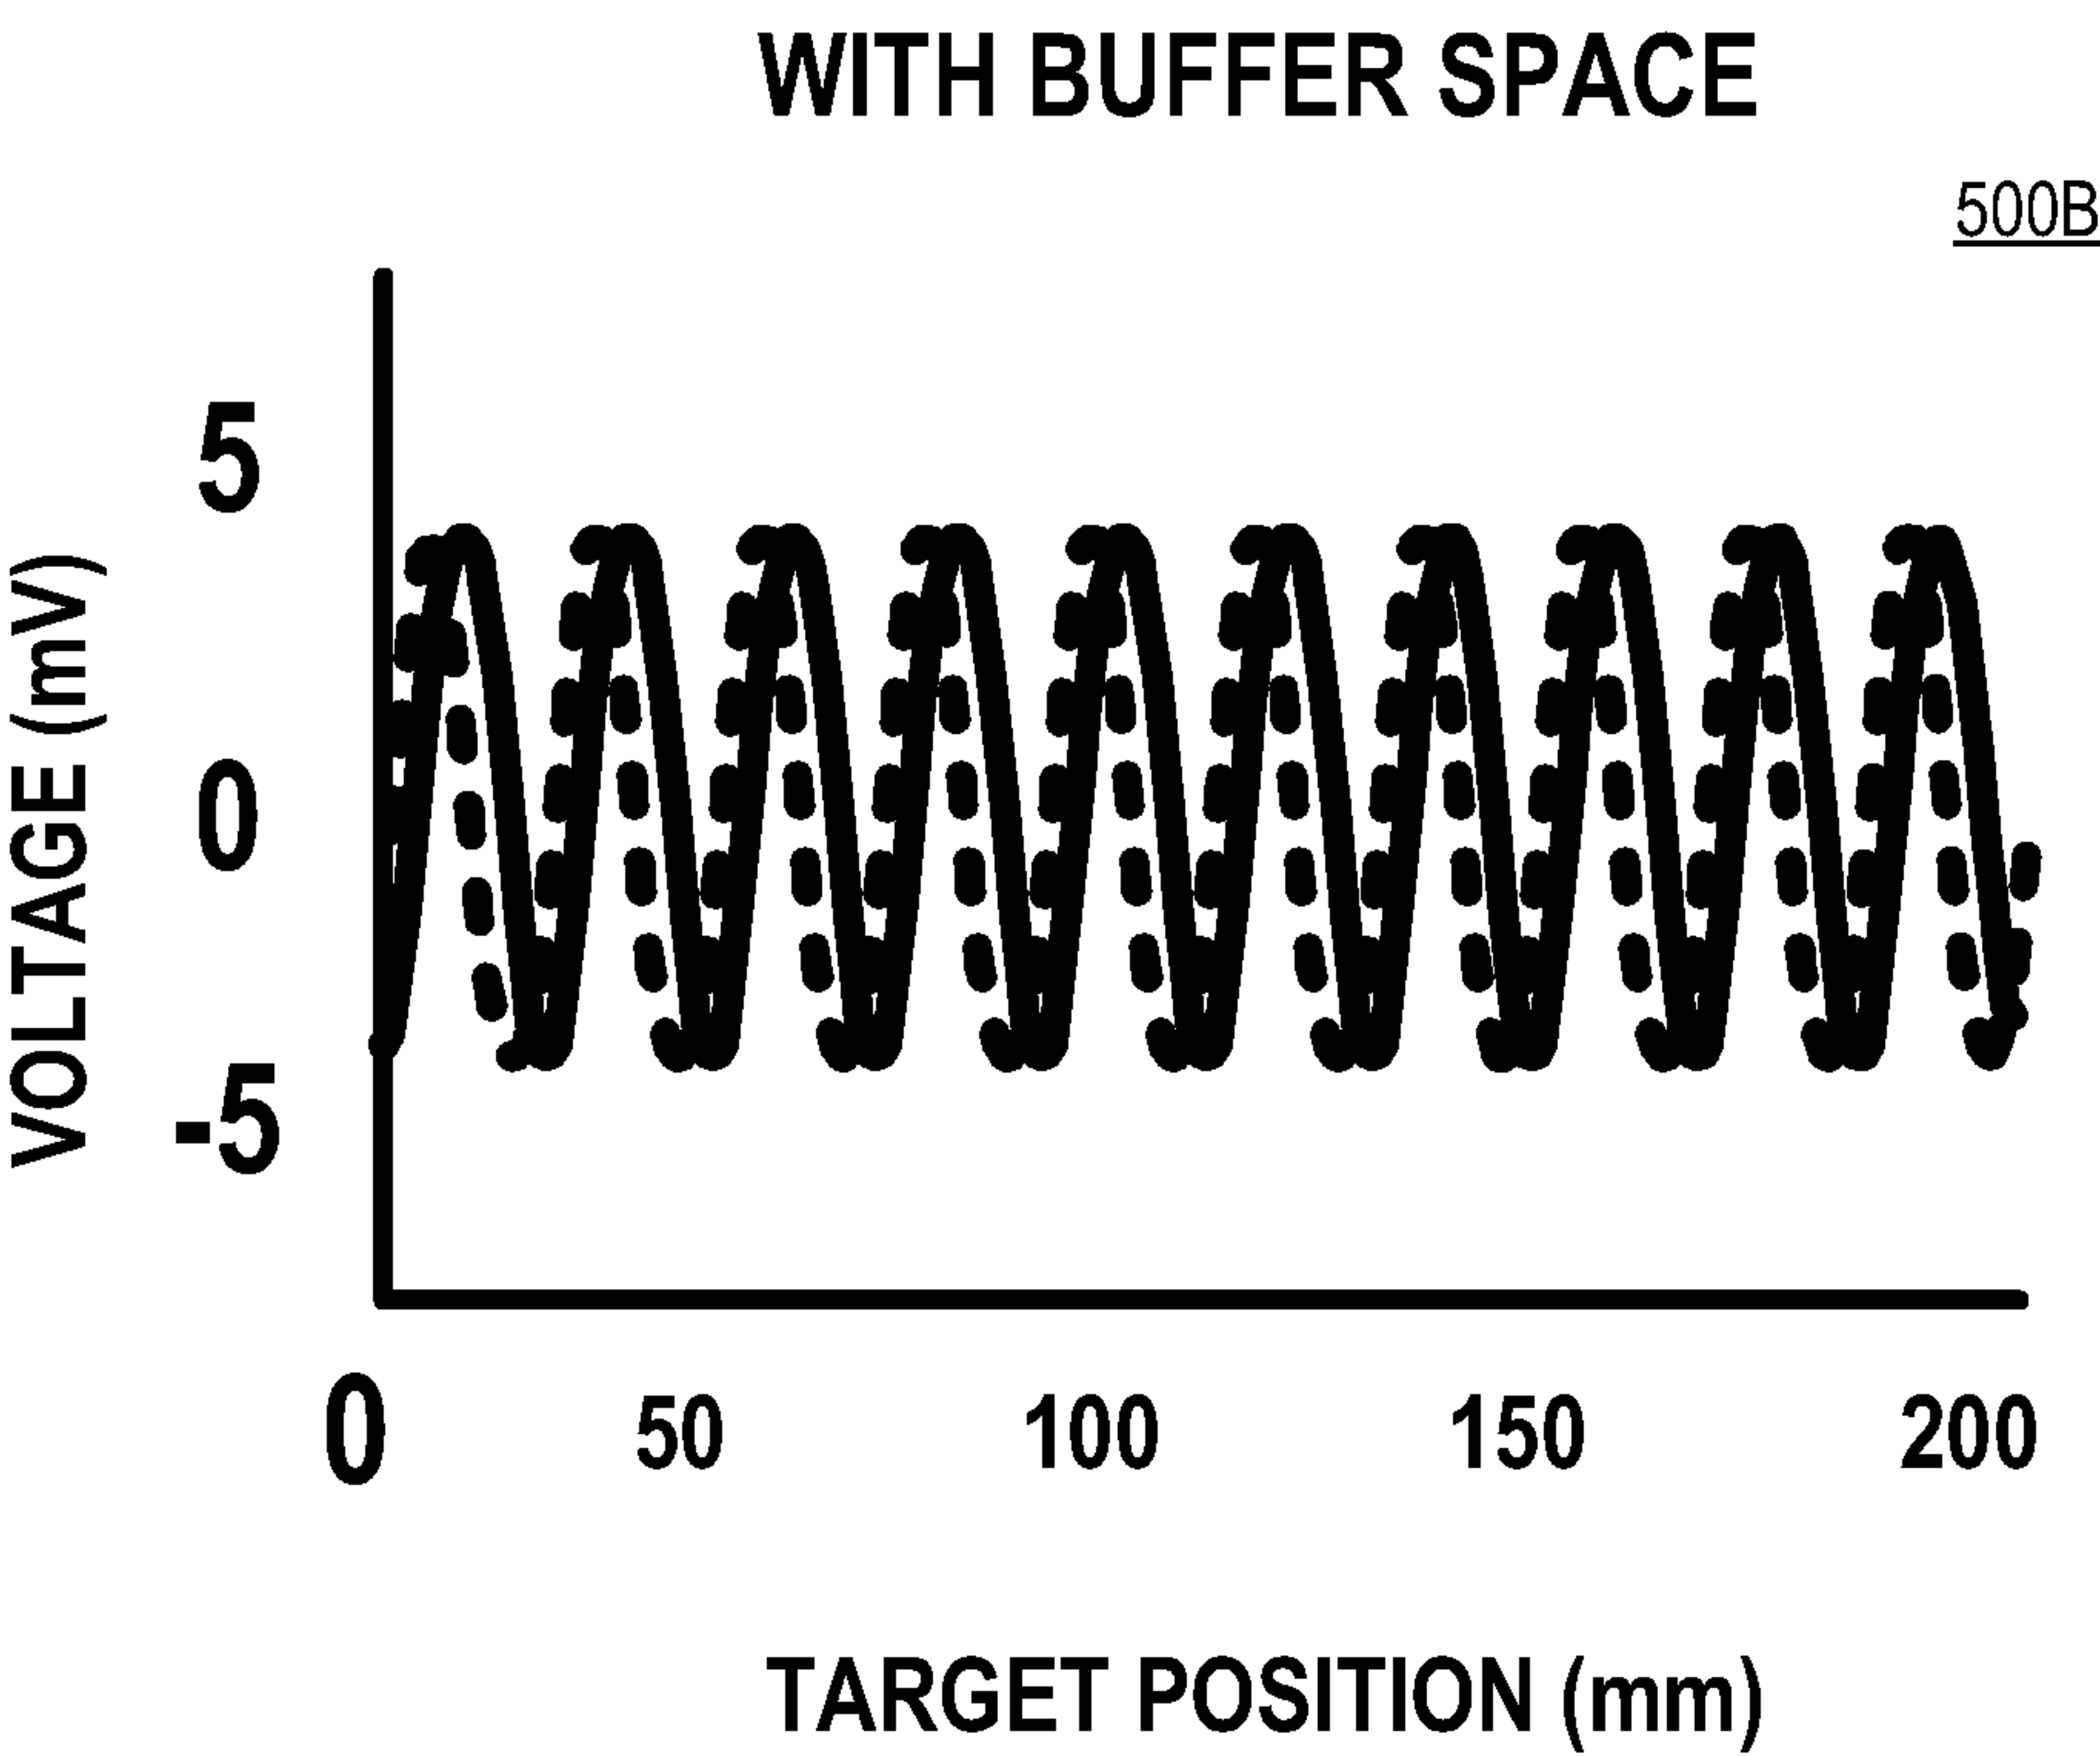 WITH BUFFER SPACE
500B
VOLTAGE (mV)
5
0
-5
0 50 100 150 200
TARGET POSITION (mm)